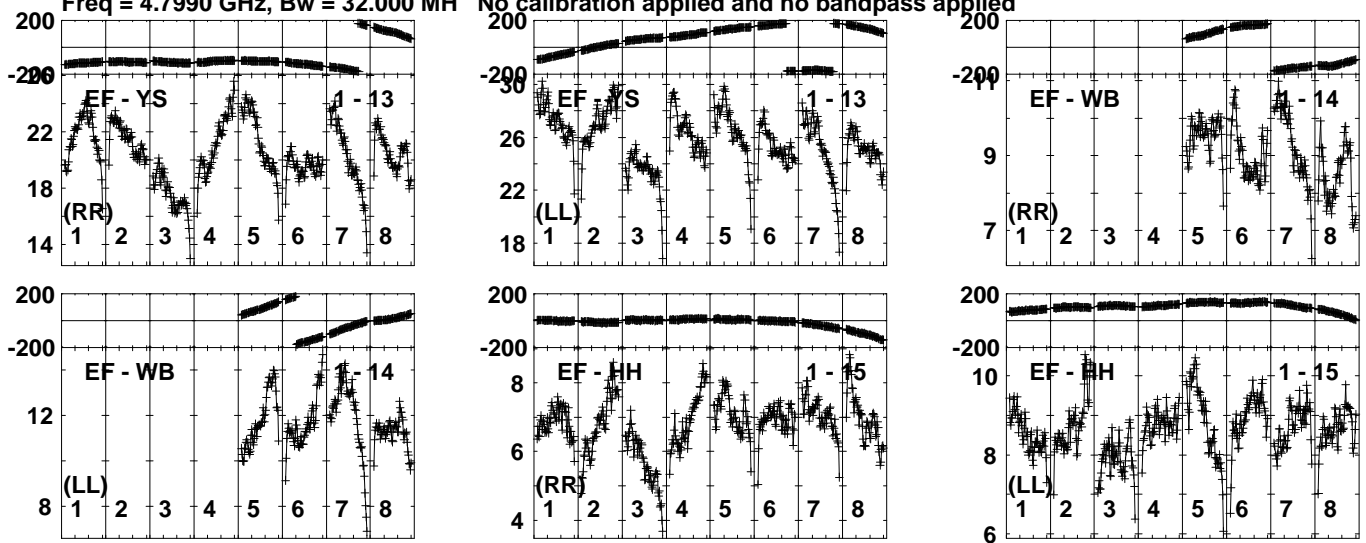 Freq = 4.7990 GHz, Bw = 32.000 MH No calibration applied and no bandpass applied
200
-200
26
22
18
14
EF - YS
1 - 13
(RR)
1 2 3 4 5 6 7 8
200
-200
30
26
22
18
EF - YS
1 - 13
(LL)
1 2 3 4 5 6 7 8
200
-200
11
9
7
EF - WB
1 - 14
(RR)
1 2 3 4 5 6 7 8
200
-200
12
8
EF - WB
1 - 14
(LL)
1 2 3 4 5 6 7 8
200
-200
8
6
4
EF - HH
1 - 15
(RR)
1 2 3 4 5 6 7 8
200
-200
10
8
6
EF - HH
1 - 15
(LL)
1 2 3 4 5 6 7 8